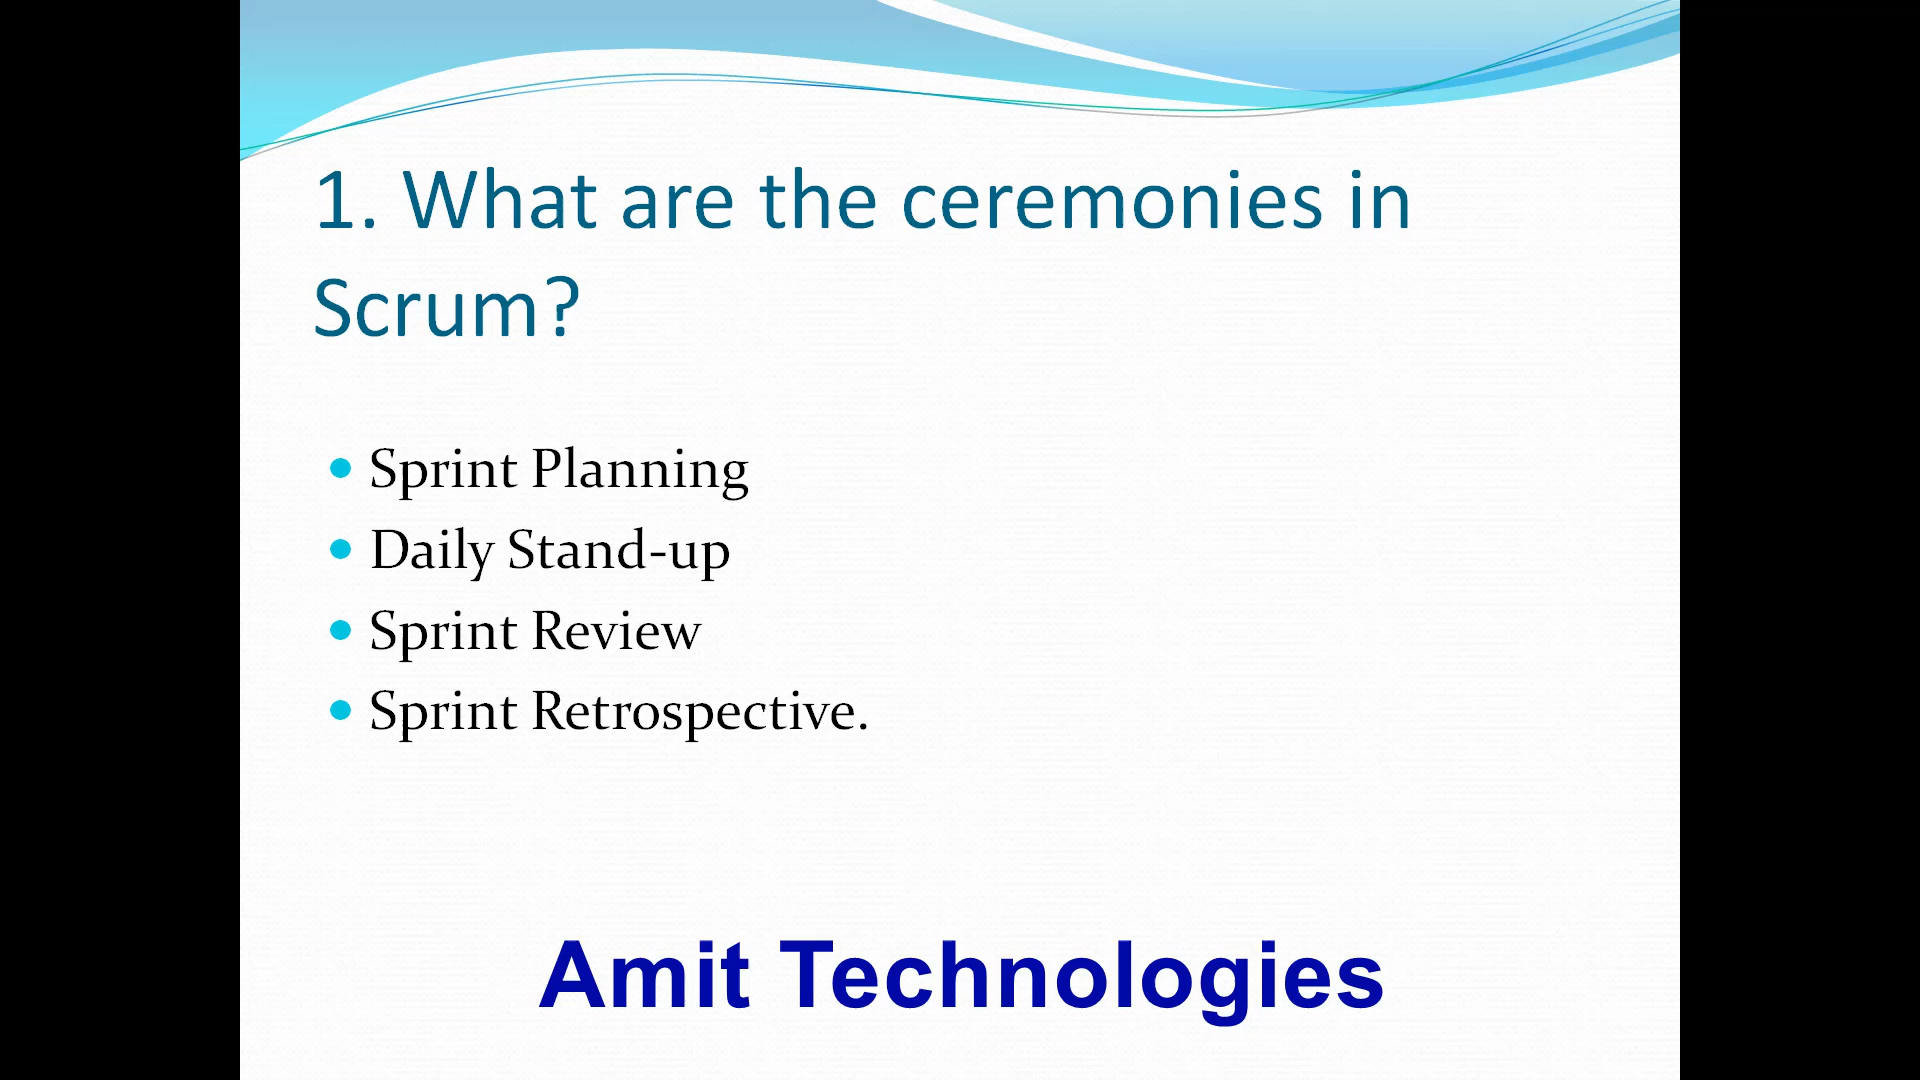 1. What are the ceremonies in
Scrum?
Sprint Planning
Daily Stand-up
Sprint Review
Sprint Retrospective.
Amit Technologies